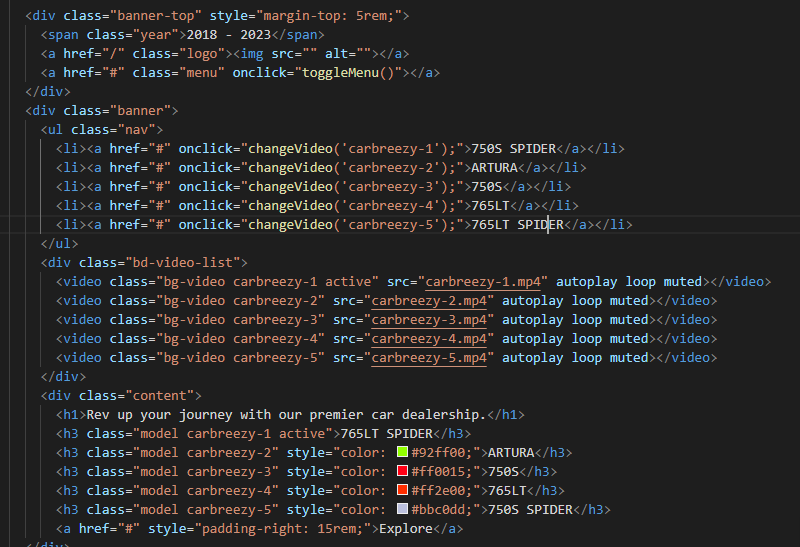 <div class="banner-top" style="margin-top: 5rem;">
<span class="year">2018 - 2023</span>
<a href="/" class="logo"><img src="" alt=""></a>
<a href="#" class="menu" onclick="toggleMenu()"></a>
</div>
<div class="banner">
<ul class="nav">
<li><a href="#" onclick="changeVideo('carbreezy-1');">750S SPIDER</a></li>
<li><a href="#" onclick="changeVideo('carbreezy-2');">ARTURA</a></li>
<li><a href="#" onclick="changeVideo('carbreezy-3');">750S</a></li>
<li><a href="#" onclick="changeVideo('carbreezy-4');">765LT</a></li>
<li><a href="#" onclick="changeVideo('carbreezy-5');">765LT SPIDER</a></li>
</ul>
<div class="bd-video-list">
<video class="bg-video carbreezy-1 active" src="carbreezy-1.mp4" autoplay loop muted></video>
<video class="bg-video carbreezy-2" src="carbreezy-2.mp4" autoplay loop muted></video>
<video class="bg-video carbreezy-3" src="carbreezy-3.mp4" autoplay loop muted></video>
<video class="bg-video carbreezy-4" src="carbreezy-4.mp4" autoplay loop muted></video>
<video class="bg-video carbreezy-5" src="carbreezy-5.mp4" autoplay loop muted></video>
</div>
<div class="content">
<h1>Rev up your journey with our premier car dealership.</h1>
<h3 class="model carbreezy-1 active">765LT SPIDER</h3>
<h3 class="model carbreezy-2" style="color: #92ff00;">ARTURA</h3>
<h3 class="model carbreezy-3" style="color: #ff0015;">750S</h3>
<h3 class="model carbreezy-4" style="color: #ff2e00;">765LT</h3>
<h3 class="model carbreezy-5" style="color: #bbc0dd;">750S SPIDER</h3>
<a href="#" style="padding-right: 15rem;">Explore</a>
</div>